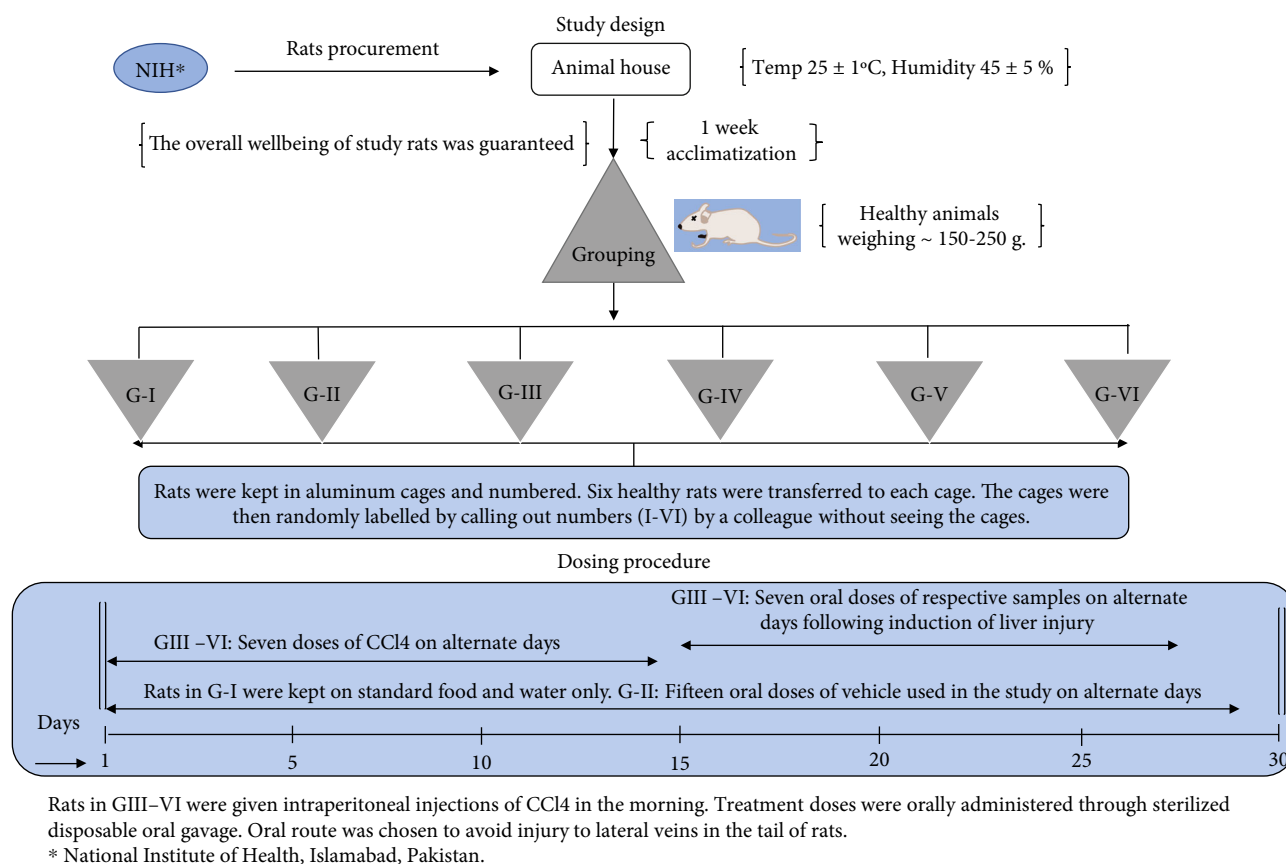 Study design
NIH*
Rats procurement
Animal house
Temp 25 ± 1ºC, Humidity 45 ± 5 %
The overall wellbeing of study rats was guaranteed
1 week
acclimatization
Grouping
Healthy animals
weighing ~ 150-250 g.
G-I
G-II
G-III
G-IV
G-V
G-VI
Rats were kept in aluminum cages and numbered. Six healthy rats were transferred to each cage. The cages were
then randomly labelled by calling out numbers (I-VI) by a colleague without seeing the cages.
Dosing procedure
GIII –VI: Seven oral doses of respective samples on alternate
days following induction of liver injury
GIII –VI: Seven doses of CCl4 on alternate days
Rats in G-I were kept on standard food and water only. G-II: Fifteen oral doses of vehicle used in the study on alternate days
Days
1
5
10
15
20
25
30
Rats in GIII–VI were given intraperitoneal injections of CCl4 in the morning. Treatment doses were orally administered through sterilized
disposable oral gavage. Oral route was chosen to avoid injury to lateral veins in the tail of rats.
* National Institute of Health, Islamabad, Pakistan.